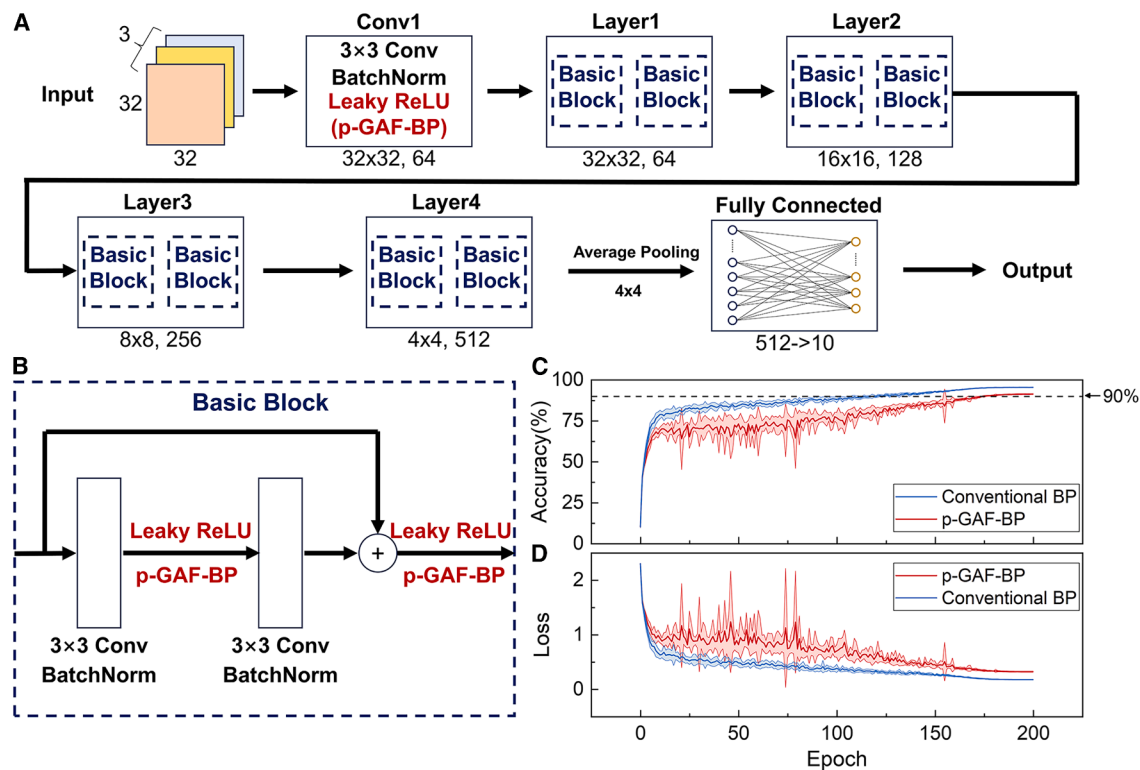 A
Input
3
32
32
Conv1
3×3 Conv
BatchNorm
Leaky ReLU
(p-GAF-BP)
32x32, 64
Layer1
Basic
Block
Basic
Block
32x32, 64
Layer2
Basic
Block
Basic
Block
16x16, 128
Layer3
Basic
Block
Basic
Block
8x8, 256
Layer4
Basic
Block
Basic
Block
4x4, 512
Average Pooling
4x4
Fully Connected
512->10
Output
B
Basic Block
Leaky ReLU
p-GAF-BP
+
Leaky ReLU
p-GAF-BP
3×3 Conv
BatchNorm
3×3 Conv
BatchNorm
C
Accuracy(%)
100
75
50
25
0
90%
Conventional BP
p-GAF-BP
D
Loss
2
1
0
p-GAF-BP
Conventional BP
0
50
100
150
200
Epoch